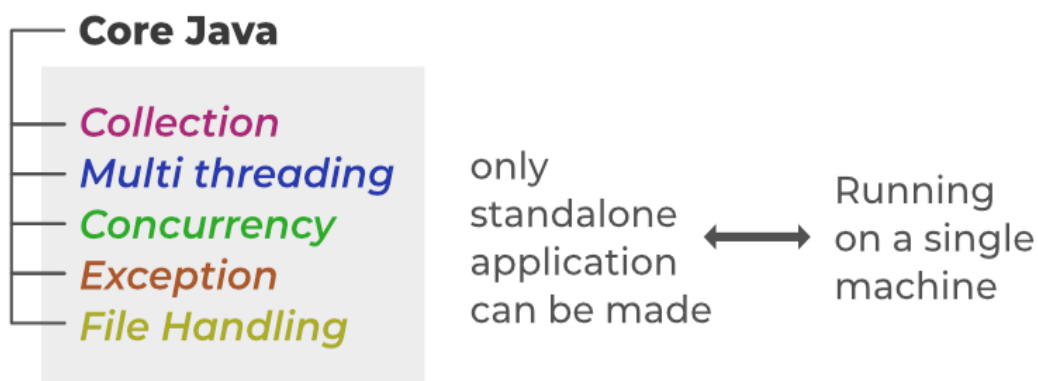 Core Java
Collection
Multi threading
Concurrency
Exception
File Handling
only
standalone
application
can be made
Running
on a single
machine